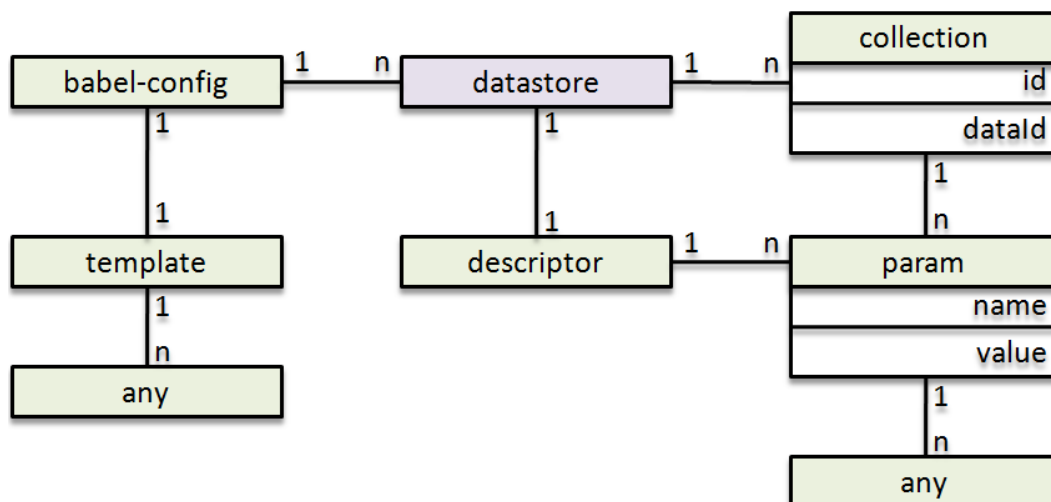 collection
1 n 1 n
babel-config datastore id
1 1 dataId
1
1 1 n
template descriptor 1 n param
1 name
n value
any 1
n
any